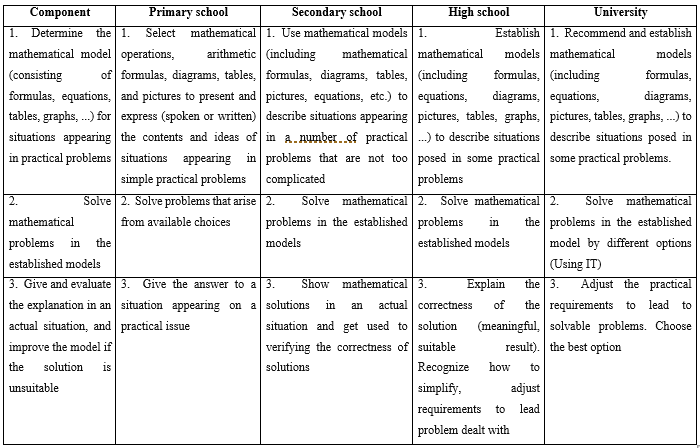 Component
Primary school
Secondary school
High school
University
1. Determine the
mathematical model
(consisting of
formulas, equations,
tables, graphs, ...) for
situations appearing
in practical problems
1. Select mathematical
operations, arithmetic
formulas, diagrams, tables,
and pictures to present and
express (spoken or written)
the contents and ideas of
situations appearing in
simple practical problems
1. Use mathematical models
(including mathematical
formulas, diagrams, tables,
pictures, equations, etc.) to
describe situations appearing
in a number of practical
problems that are not too
complicated
1. Establish
mathematical models
(including formulas,
equations, diagrams,
pictures, tables, graphs,
...) to describe situations
posed in some practical
problems
1. Recommend and establish
mathematical models
(including formulas,
equations, diagrams,
pictures, tables, graphs, ...) to
describe situations posed in
some practical problems.
2. Solve
mathematical
problems in the
established models
2. Solve problems that arise
from available choices
2. Solve mathematical
problems in the established
models
2. Solve mathematical
problems in the
established models
2. Solve mathematical
problems in the established
model by different options
(Using IT)
3. Give and evaluate
the explanation in an
actual situation, and
improve the model if
the solution is
unsuitable
3. Give the answer to a
situation appearing on a
practical issue
3. Show mathematical
solutions in an actual
situation and get used to
verifying the correctness of
solutions
3. Explain the
correctness of the
solution (meaningful,
suitable result).
Recognize how to
simplify, adjust
requirements to lead
problem dealt with
3. Adjust the practical
requirements to lead to
solvable problems. Choose
the best option